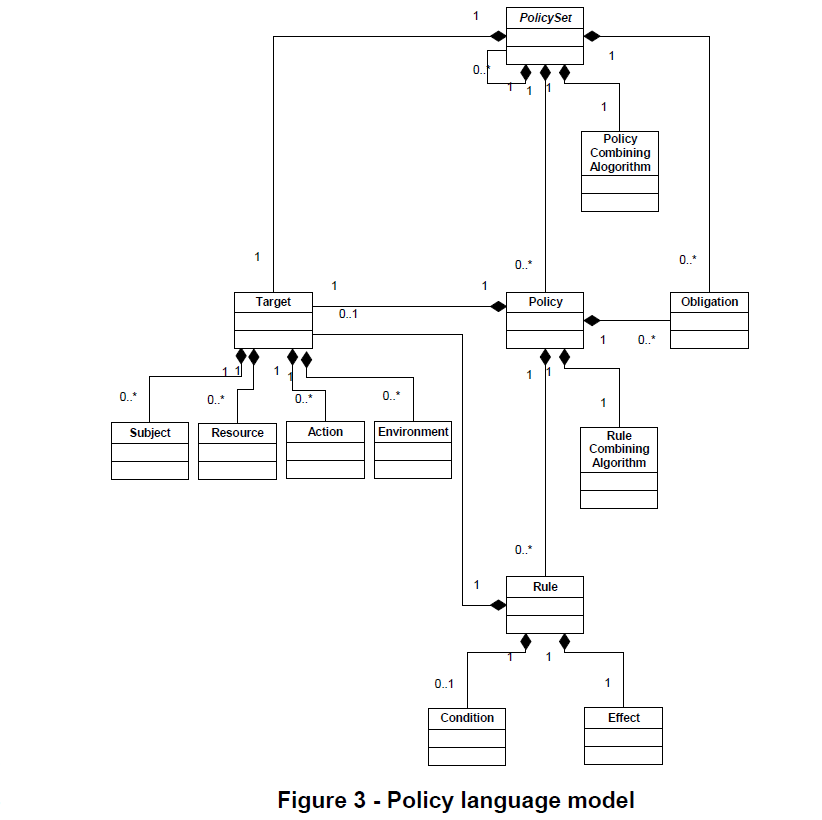 1
PolicySet
1
0..*
1
1
1
1
Policy
Combining
Alogorithm
1
0..*
0..*
1
1
Target
0..1
Policy
Obligation
1
0..*
1
1
1
1
1
1
0..*
0..*
0..*
0..*
1
Subject
Resource
Action
Environment
Rule
Combining
Algorithm
0..*
1
Rule
1
1
0..1
1
Condition
Effect
Figure 3 - Policy language model